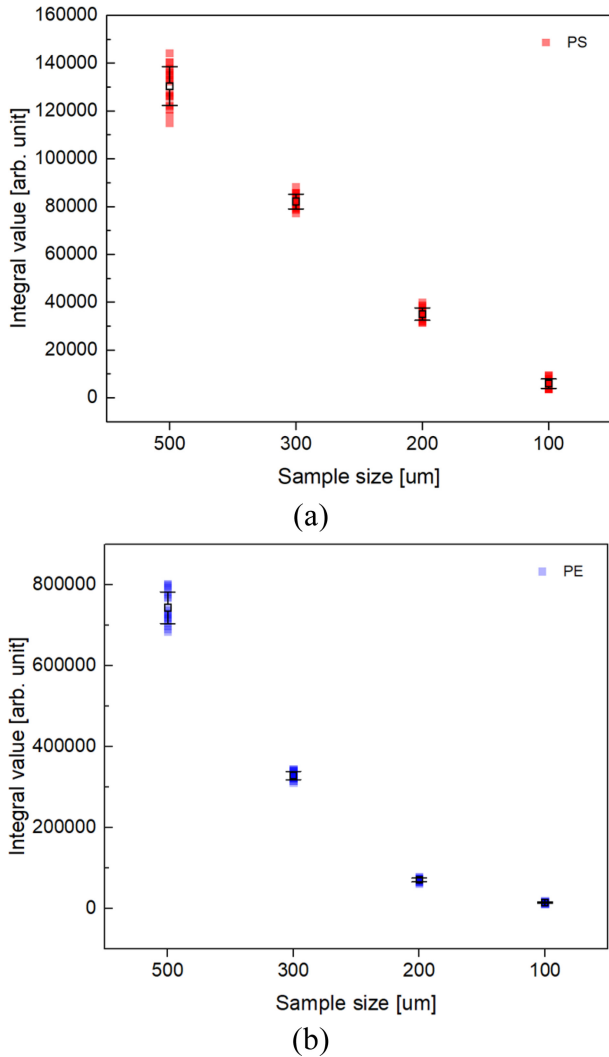 160000
PS
140000
120000
100000
80000
60000
40000
20000
0
Integral value [arb. unit]
500 300 200 100
Sample size [um]
(a)
PE
800000
600000
400000
200000
0
Integral value [arb. unit]
500 300 200 100
Sample size [um]
(b)